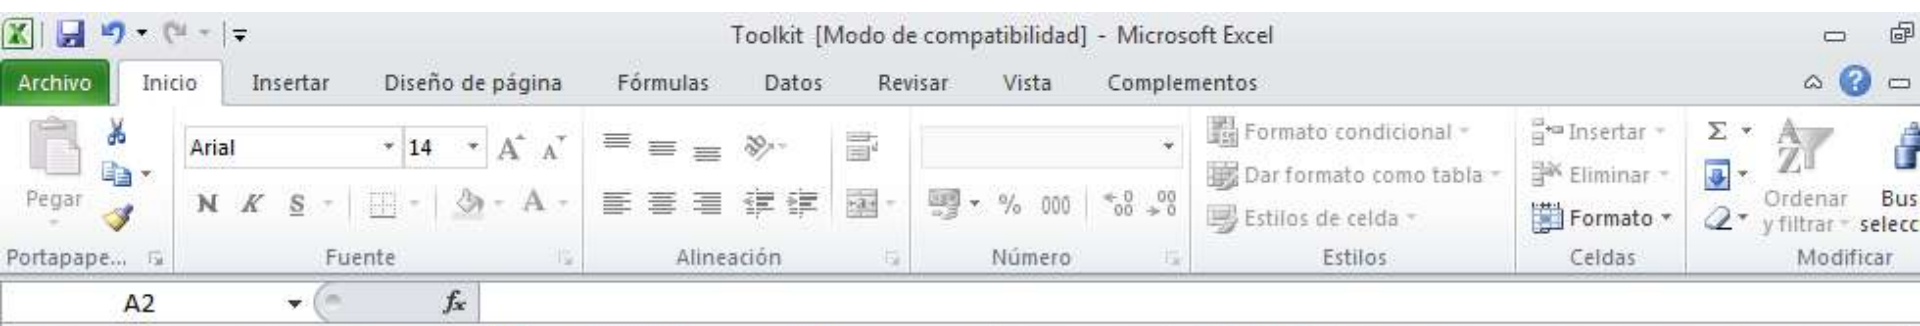 Toolkit [Modo de compatibilidad] - Microsoft Excel
Archivo Inicio Insertar Diseño de página Fórmulas Datos Revisar Vista Complementos
Arial 14 A A Formato condicional Insertar Σ
Pegar N K S A % 000 Dar formato como tabla Eliminar Ordenar y filtrar Bus selecc
Estilos de celda Formato
Portapape... Fuente Alineación Número Estilos Celdas Modificar
A2 fx